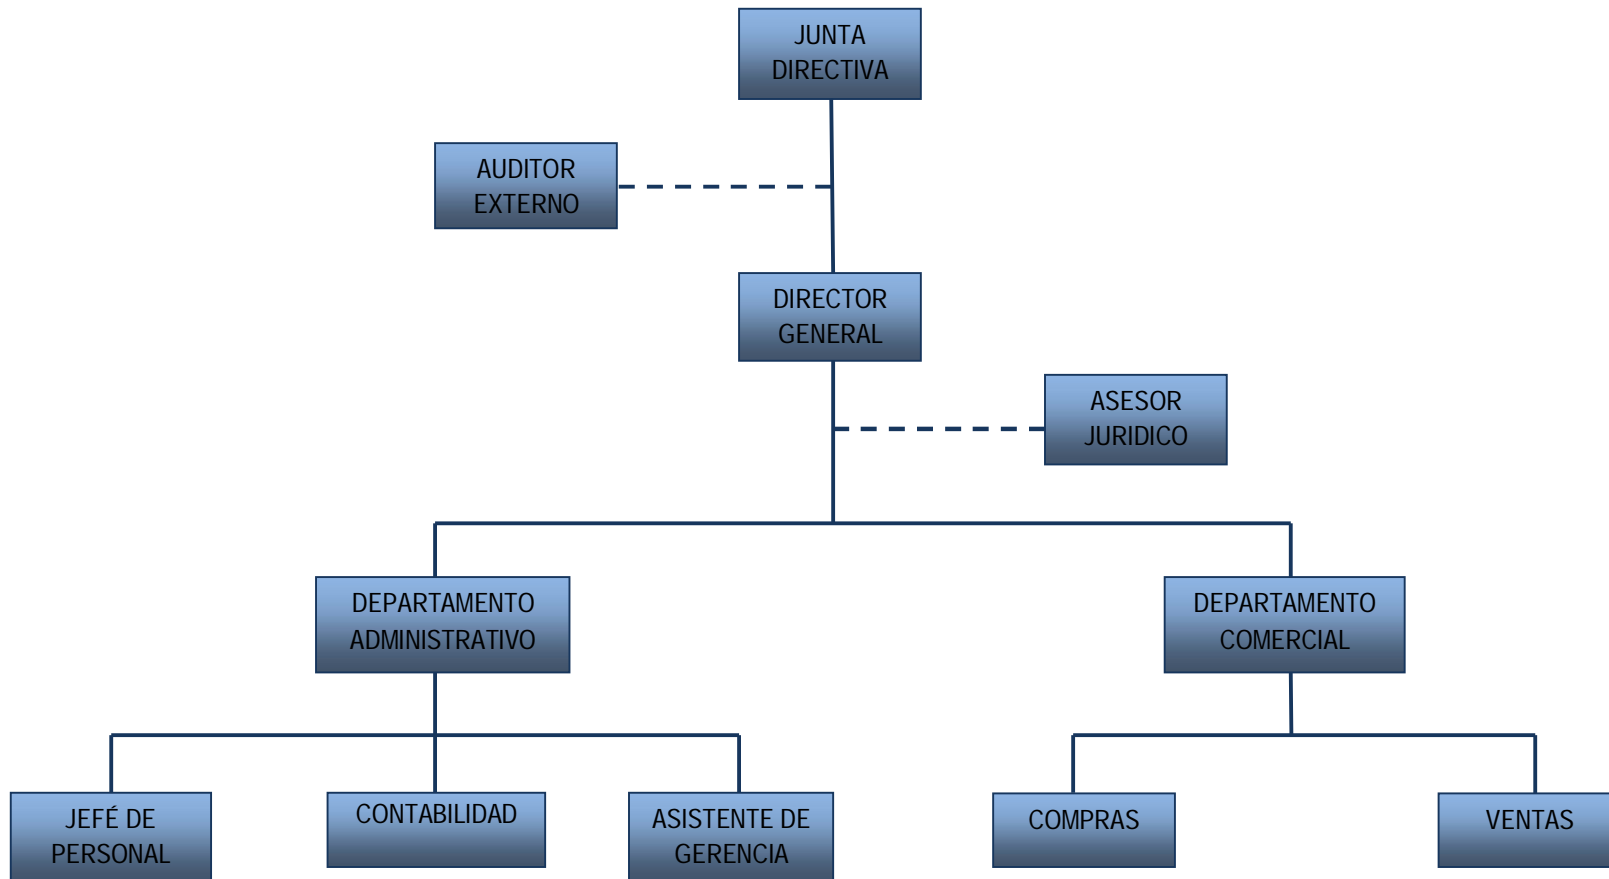 JUNTA
DIRECTIVA
AUDITOR
EXTERNO
DIRECTOR
GENERAL
ASESOR
JURIDICO
DEPARTAMENTO
ADMINISTRATIVO
DEPARTAMENTO
COMERCIAL
JEFÉ DE
PERSONAL
CONTABILIDAD
ASISTENTE DE
GERENCIA
COMPRAS
VENTAS